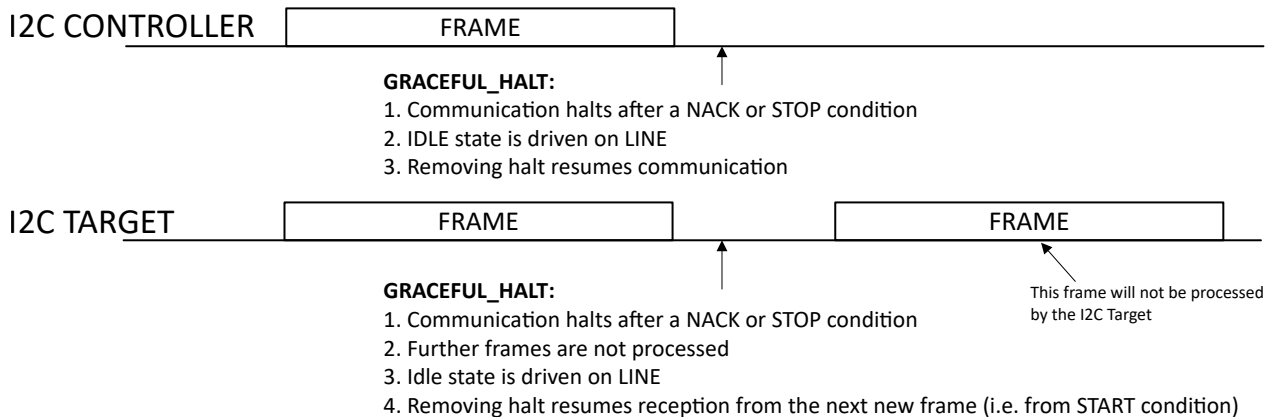 I2C CONTROLLER
FRAME
GRACEFUL_HALT:
1. Communication halts after a NACK or STOP condition
2. IDLE state is driven on LINE
3. Removing halt resumes communication
I2C TARGET
FRAME
FRAME
GRACEFUL_HALT:
1. Communication halts after a NACK or STOP condition
2. Further frames are not processed
3. Idle state is driven on LINE
4. Removing halt resumes reception from the next new frame (i.e. from START condition)
This frame will not be processed
by the I2C Target